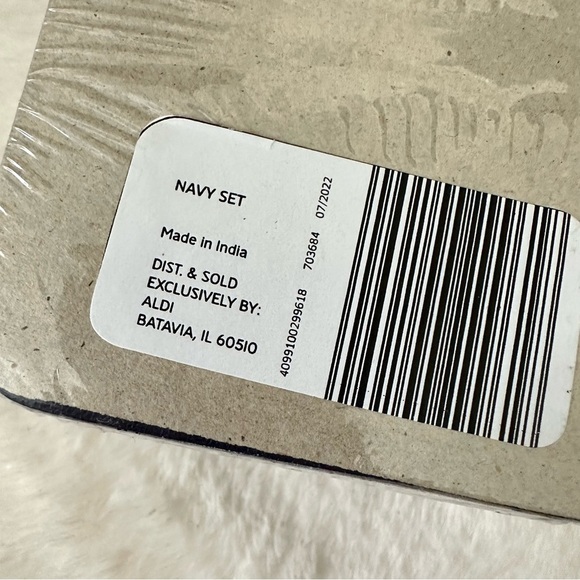 NAVY SET
Made in India
DIST. & SOLD
EXCLUSIVELY BY:
ALDI
BATAVIA, IL 60510
4099100299618 703684 07/2022